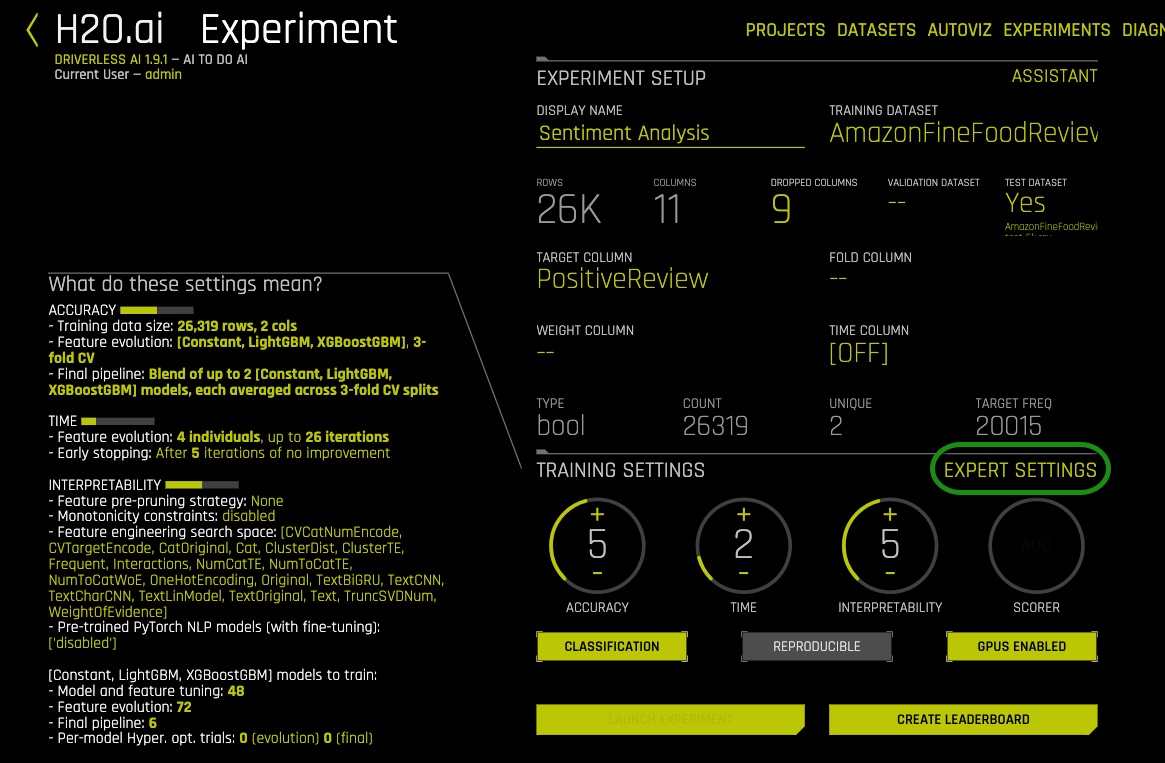 H2O.ai Experiment
DRIVERLESS AI 1.9.1 – AI TO DO AI
Current User – admin
PROJECTS DATASETS AUTOVIZ EXPERIMENTS DIAGN
EXPERIMENT SETUP ASSISTANT
DISPLAY NAME TRAINING DATASET
Sentiment Analysis AmazonFineFoodReview
ROWS COLUMNS DROPPED COLUMNS VALIDATION DATASET TEST DATASET
26K 11 9 -- Yes
AmazonFineFoodRevi
TARGET COLUMN FOLD COLUMN
PositiveReview --
WEIGHT COLUMN TIME COLUMN
-- [OFF]
TYPE COUNT UNIQUE TARGET FREQ
bool 26319 2 20015
What do these settings mean?
ACCURACY
- Training data size: 26,319 rows, 2 cols
- Feature evolution: [Constant, LightGBM, XGBoostGBM], 3-
fold CV
- Final pipeline: Blend of up to 2 [Constant, LightGBM,
XGBoostGBM] models, each averaged across 3-fold CV splits
TIME
- Feature evolution: 4 individuals, up to 26 iterations
- Early stopping: After 5 iterations of no improvement
INTERPRETABILITY
- Feature pre-pruning strategy: None
- Monotonicity constraints: disabled
- Feature engineering search space: [CVCatNumEncode,
CVTargetEncode, CatOriginal, Cat, ClusterDist, ClusterTE,
Frequent, Interactions, NumCatTE, NumToCatTE,
NumToCatWoE, OneHotEncoding, Original, TextBiGRU, TextCNN,
TextCharCNN, TextLinModel, TextOriginal, Text, TruncSVDNum,
WeightOfEvidence]
- Pre-trained PyTorch NLP models (with fine-tuning):
['disabled']
[Constant, LightGBM, XGBoostGBM] models to train:
- Model and feature tuning: 48
- Feature evolution: 72
- Final pipeline: 6
- Per-model Hyper. opt. trials: 0 (evolution) 0 (final)
TRAINING SETTINGS EXPERT SETTINGS
+ + +
5 2 5 AUC
- - -
ACCURACY TIME INTERPRETABILITY SCORER
CLASSIFICATION REPRODUCIBLE GPUS ENABLED
LAUNCH EXPERIMENT CREATE LEADERBOARD